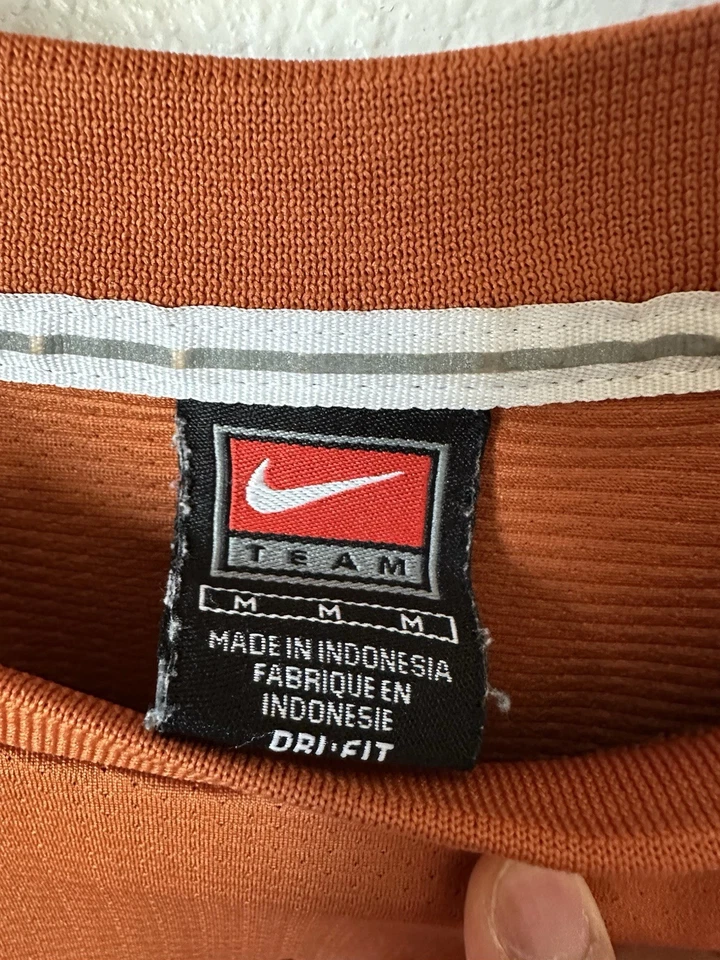 TeAM
M M M
MADE IN INDONESIA
FABRIQUE EN
INDONESIE
DRI·FIT